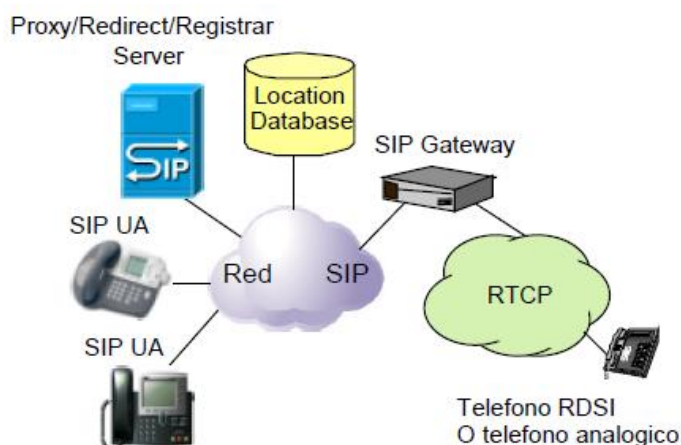 Proxy/Redirect/Registrar
Server
Location
Database
SIP Gateway
SIP
SIP UA
Red SIP
RTCP
SIP UA
Telefono RDSI
O telefono analogico